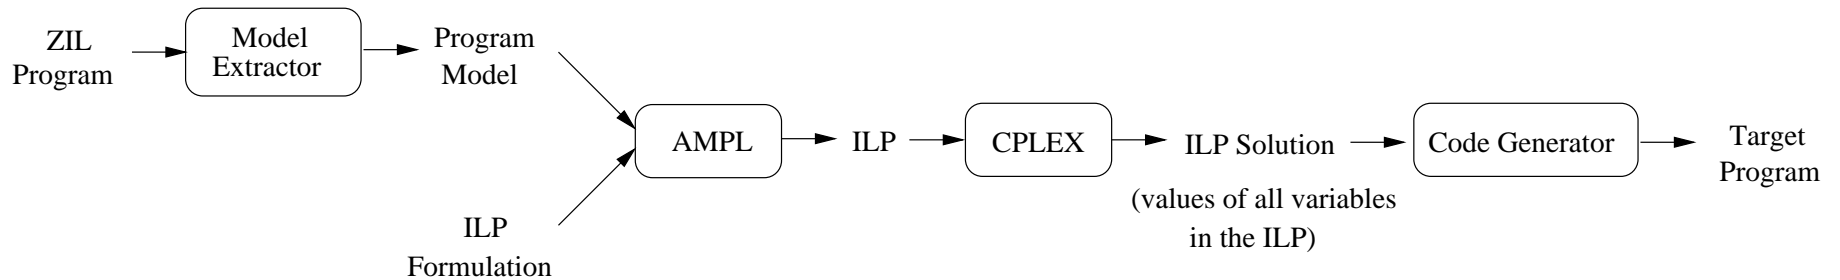 ZIL
Program
Model
Extractor
Program
Model
AMPL
ILP
CPLEX
ILP Solution
(values of all variables
in the ILP)
Code Generator
Target
Program
ILP
Formulation